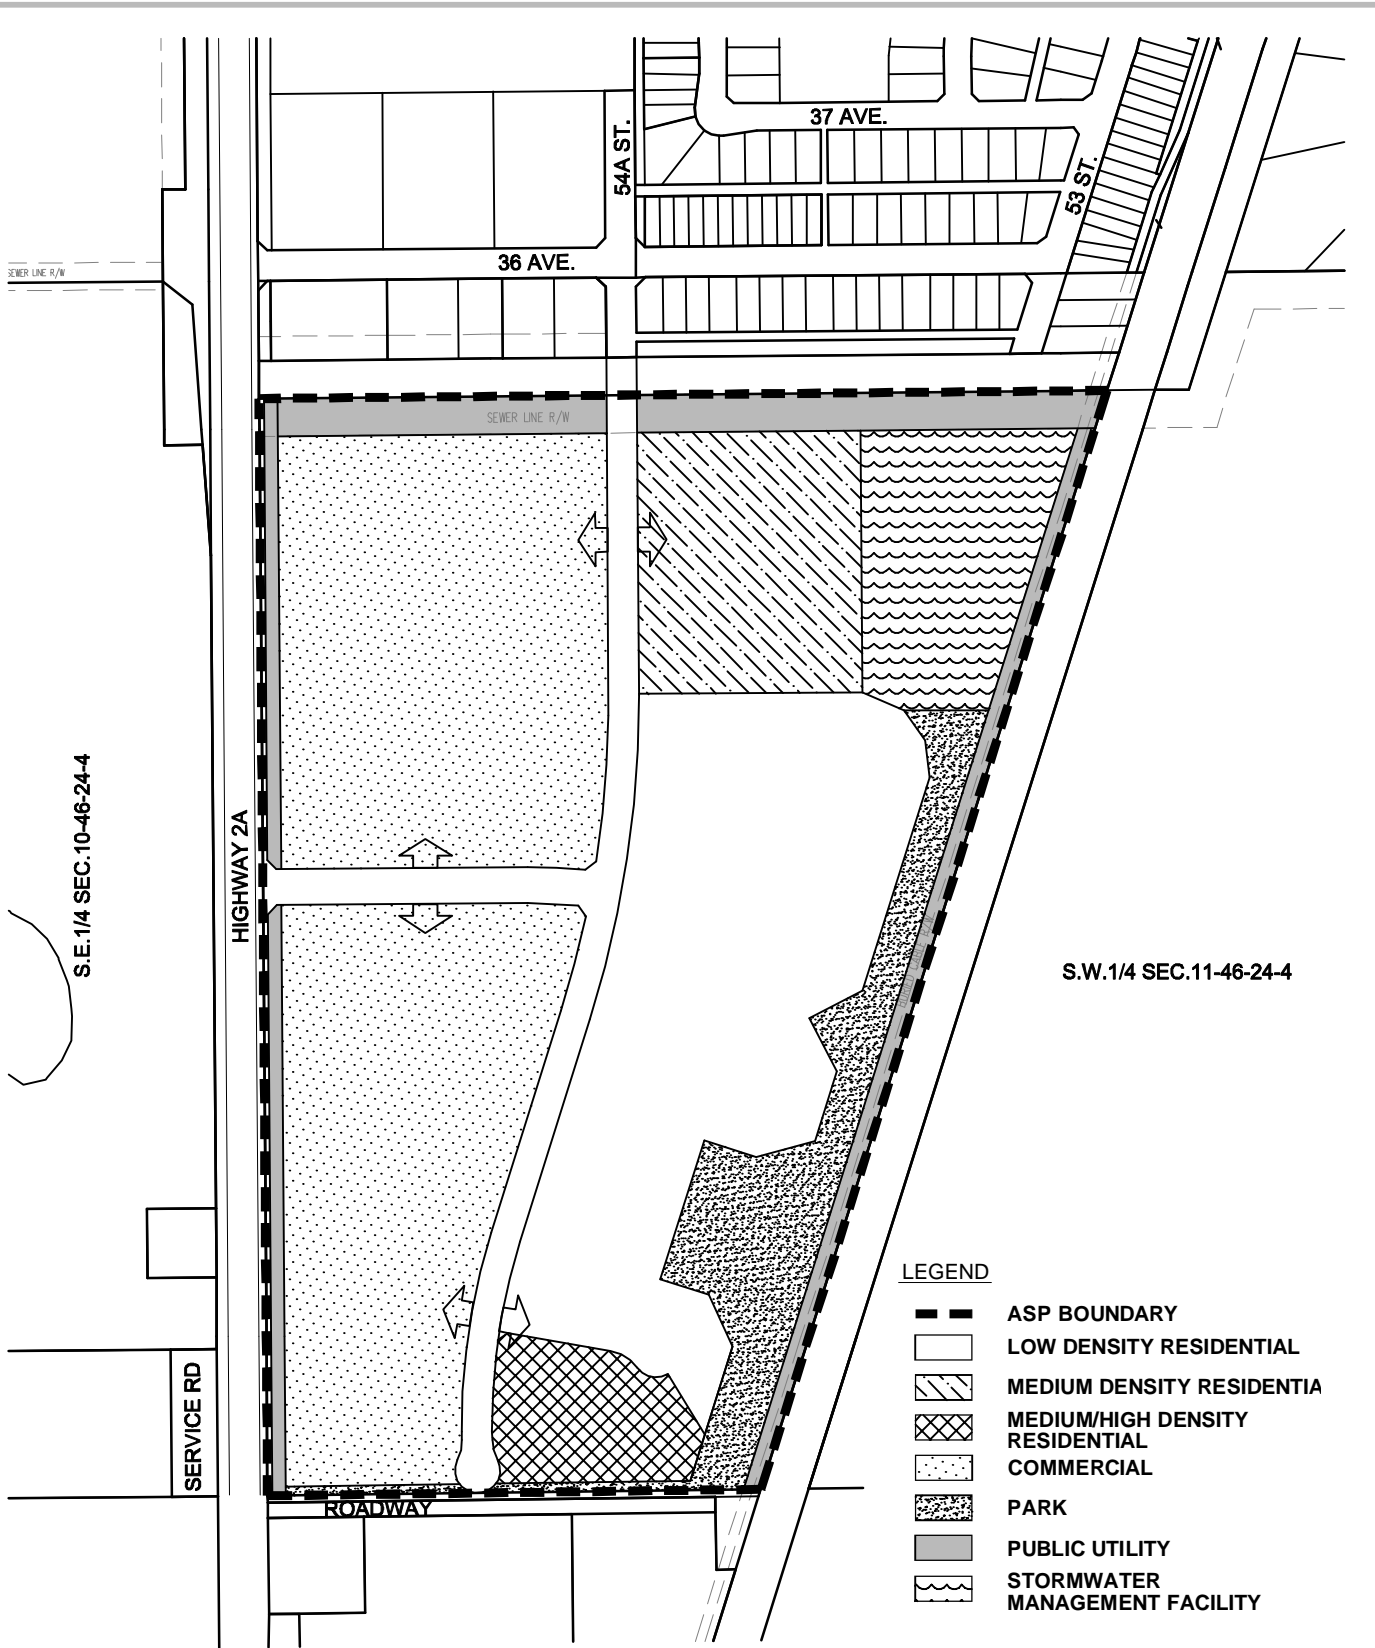 37 AVE.
54A ST.
53 ST.
36 AVE.
SEWER LINE R/W
SEWER LINE R/W
HIGHWAY 2A
S.E.1/4 SEC.10-46-24-4
BURIED CABLE R/W
S.W.1/4 SEC.11-46-24-4
SERVICE RD
ROADWAY
LEGEND
ASP BOUNDARY
LOW DENSITY RESIDENTIAL
MEDIUM DENSITY RESIDENTIA
MEDIUM/HIGH DENSITY
RESIDENTIAL
COMMERCIAL
PARK
PUBLIC UTILITY
STORMWATER
MANAGEMENT FACILITY